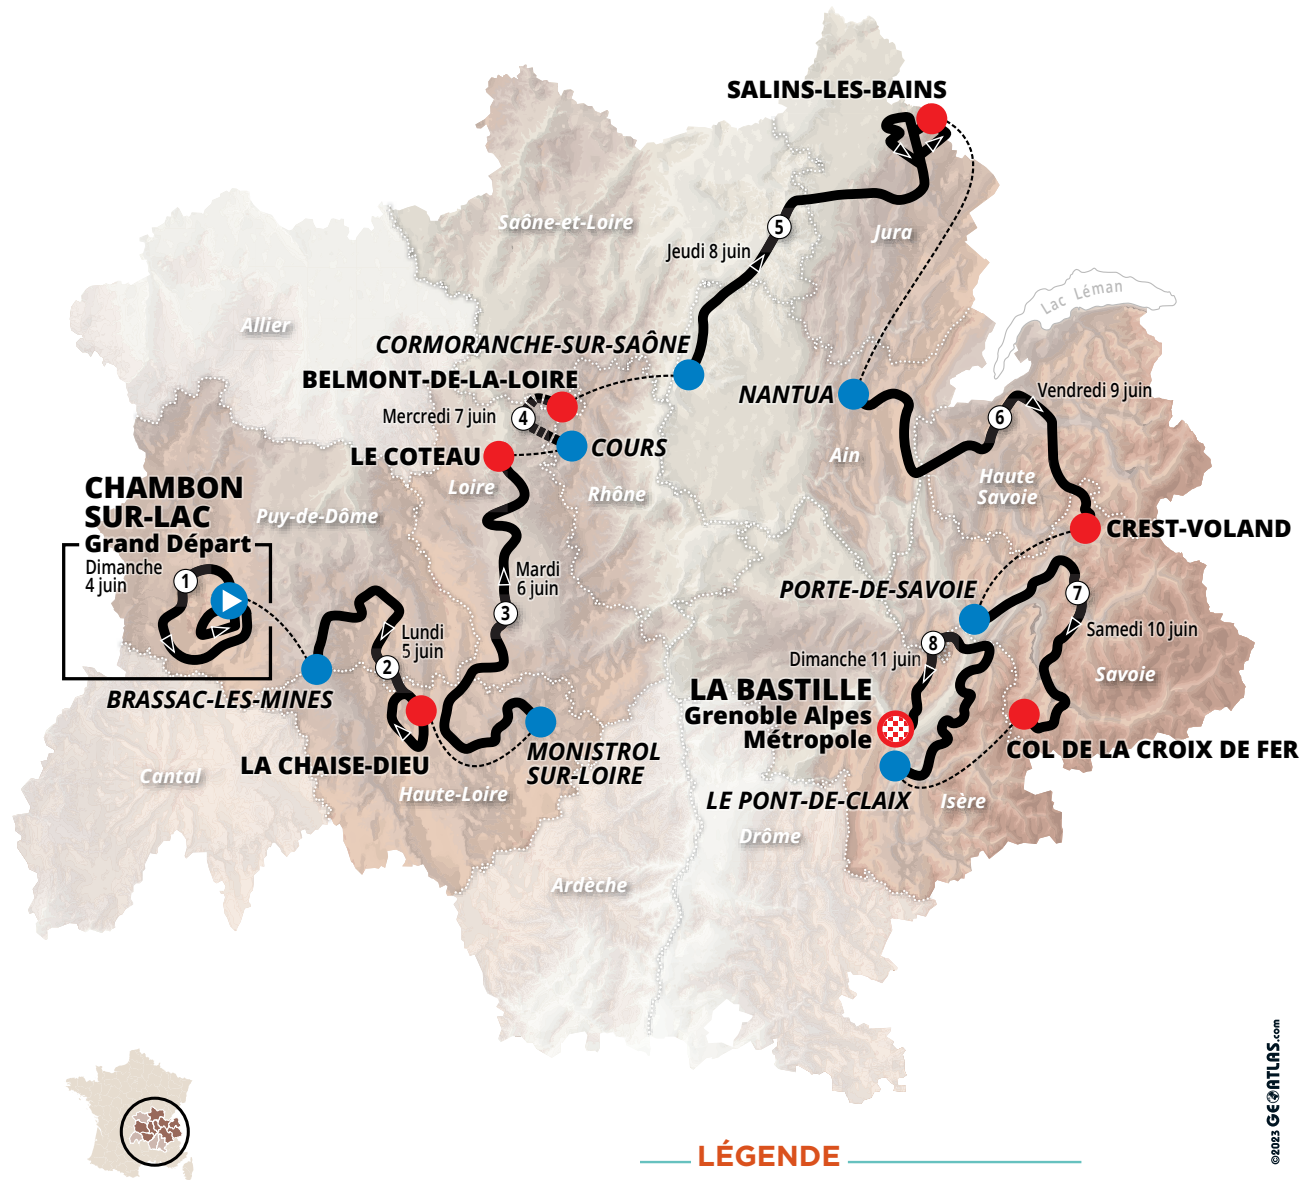 SALINS-LES-BAINS
Saône-et-Loire
5
Jura
Jeudi 8 juin
Lac Léman
Allier
CORMORANCHE-SUR-SAÔNE
BELMONT-DE-LA-LOIRE
NANTUA
Vendredi 9 juin
Mercredi 7 juin
4
6
COURS
LE COTEAU
Ain
Loire
Rhône
Haute
Savoie
CHAMBON
SUR-LAC
Grand Départ
Puy-de-Dôme
CREST-VOLAND
Dimanche
4 juin
1
Mardi
6 juin
3
PORTE-DE-SAVOIE
7
Samedi 10 juin
Lundi
5 juin
2
8
Dimanche 11 juin
Savoie
BRASSAC-LES-MINES
LA BASTILLE
Grenoble Alpes
Métropole
LA CHAISE-DIEU
MONISTROL
SUR-LOIRE
COL DE LA CROIX DE FER
Cantal
Haute-Loire
LE PONT-DE-CLAIX
Isère
Drôme
Ardèche
©2023 GEOATLAS.com
LÉGENDE